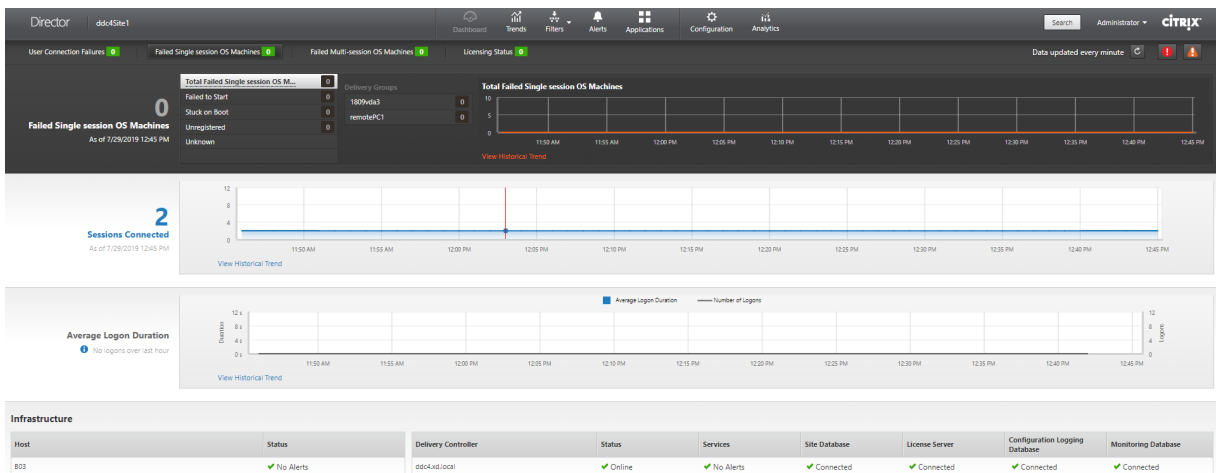 Director ddc4Site1 Dashboard Trends Filters Alerts Applications Configuration Analytics Search Administrator CITRIX
User Connection Failures 0 Failed Single session OS Machines 0 Failed Multi-session OS Machines 0 Licensing Status 0 Data updated every minute
0
Failed Single session OS Machines
As of 7/29/2019 12:45 PM
Total Failed Single session OS M... 0
Failed to Start 0
Stuck on Boot 0
Unregistered 0
Unknown
Delivery Groups
1809vda3 0
remotePC1 0
Total Failed Single session OS Machines
10
5
0
11:50 AM 11:55 AM 12:00 PM 12:05 PM 12:10 PM 12:15 PM 12:20 PM 12:25 PM 12:30 PM 12:35 PM 12:40 PM 12:45 PM
View Historical Trend
2
Sessions Connected
As of 7/29/2019 12:45 PM
12
8
4
0
11:50 AM 11:55 AM 12:00 PM 12:05 PM 12:10 PM 12:15 PM 12:20 PM 12:25 PM 12:30 PM 12:35 PM 12:40 PM 12:45 PM
View Historical Trend
Average Logon Duration
No logons over last hour
Average Logon Duration Number of Logons
Duration
12 s
8 s
4 s
0 s
12
8
4
0
Logons
11:50 AM 11:55 AM 12:00 PM 12:05 PM 12:10 PM 12:15 PM 12:20 PM 12:25 PM 12:30 PM 12:35 PM 12:40 PM 12:45 PM
View Historical Trend
Infrastructure
Host Status
B03 No Alerts
Delivery Controller Status Services Site Database License Server Configuration Logging Database Monitoring Database
ddc4.xd.local Online No Alerts Connected Connected Connected Connected